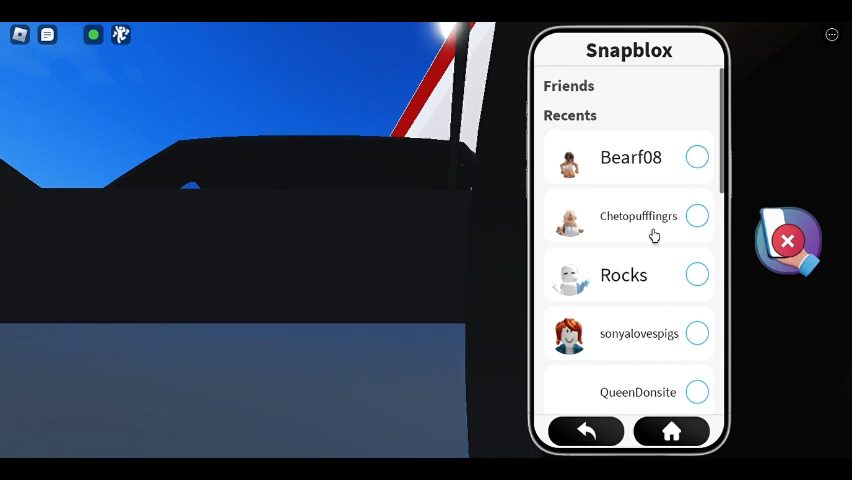 Snapblox
Friends
Recents
Bearf08
Chetopufffingrs
Rocks
sonyalovespigs
QueenDonsite